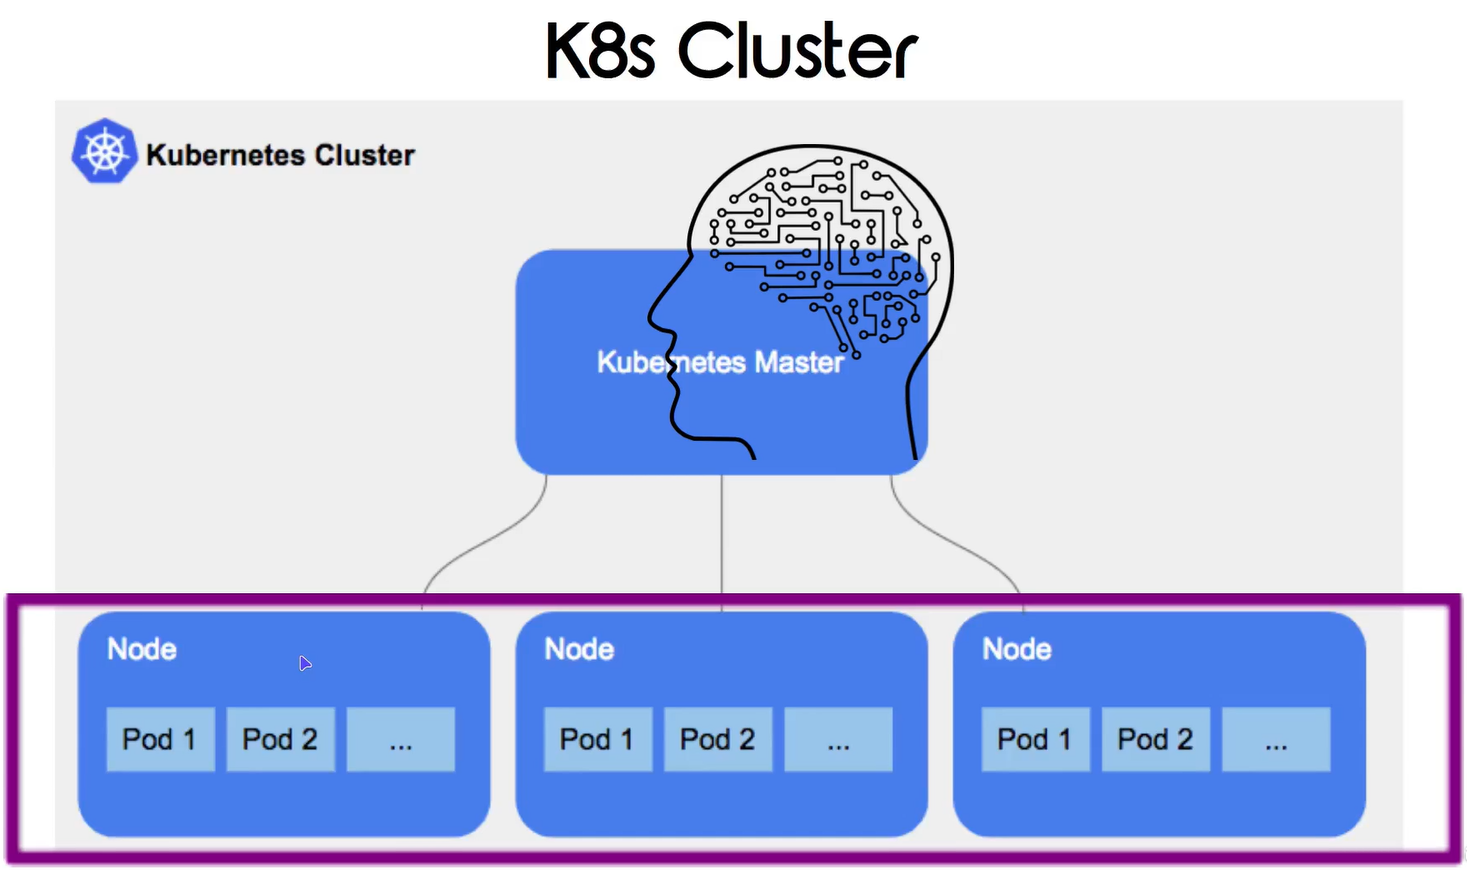 K8s Cluster
Kubernetes Cluster
Kubernetes Master
Node
Pod 1
Pod 2
...
Node
Pod 1
Pod 2
...
Node
Pod 1
Pod 2
...